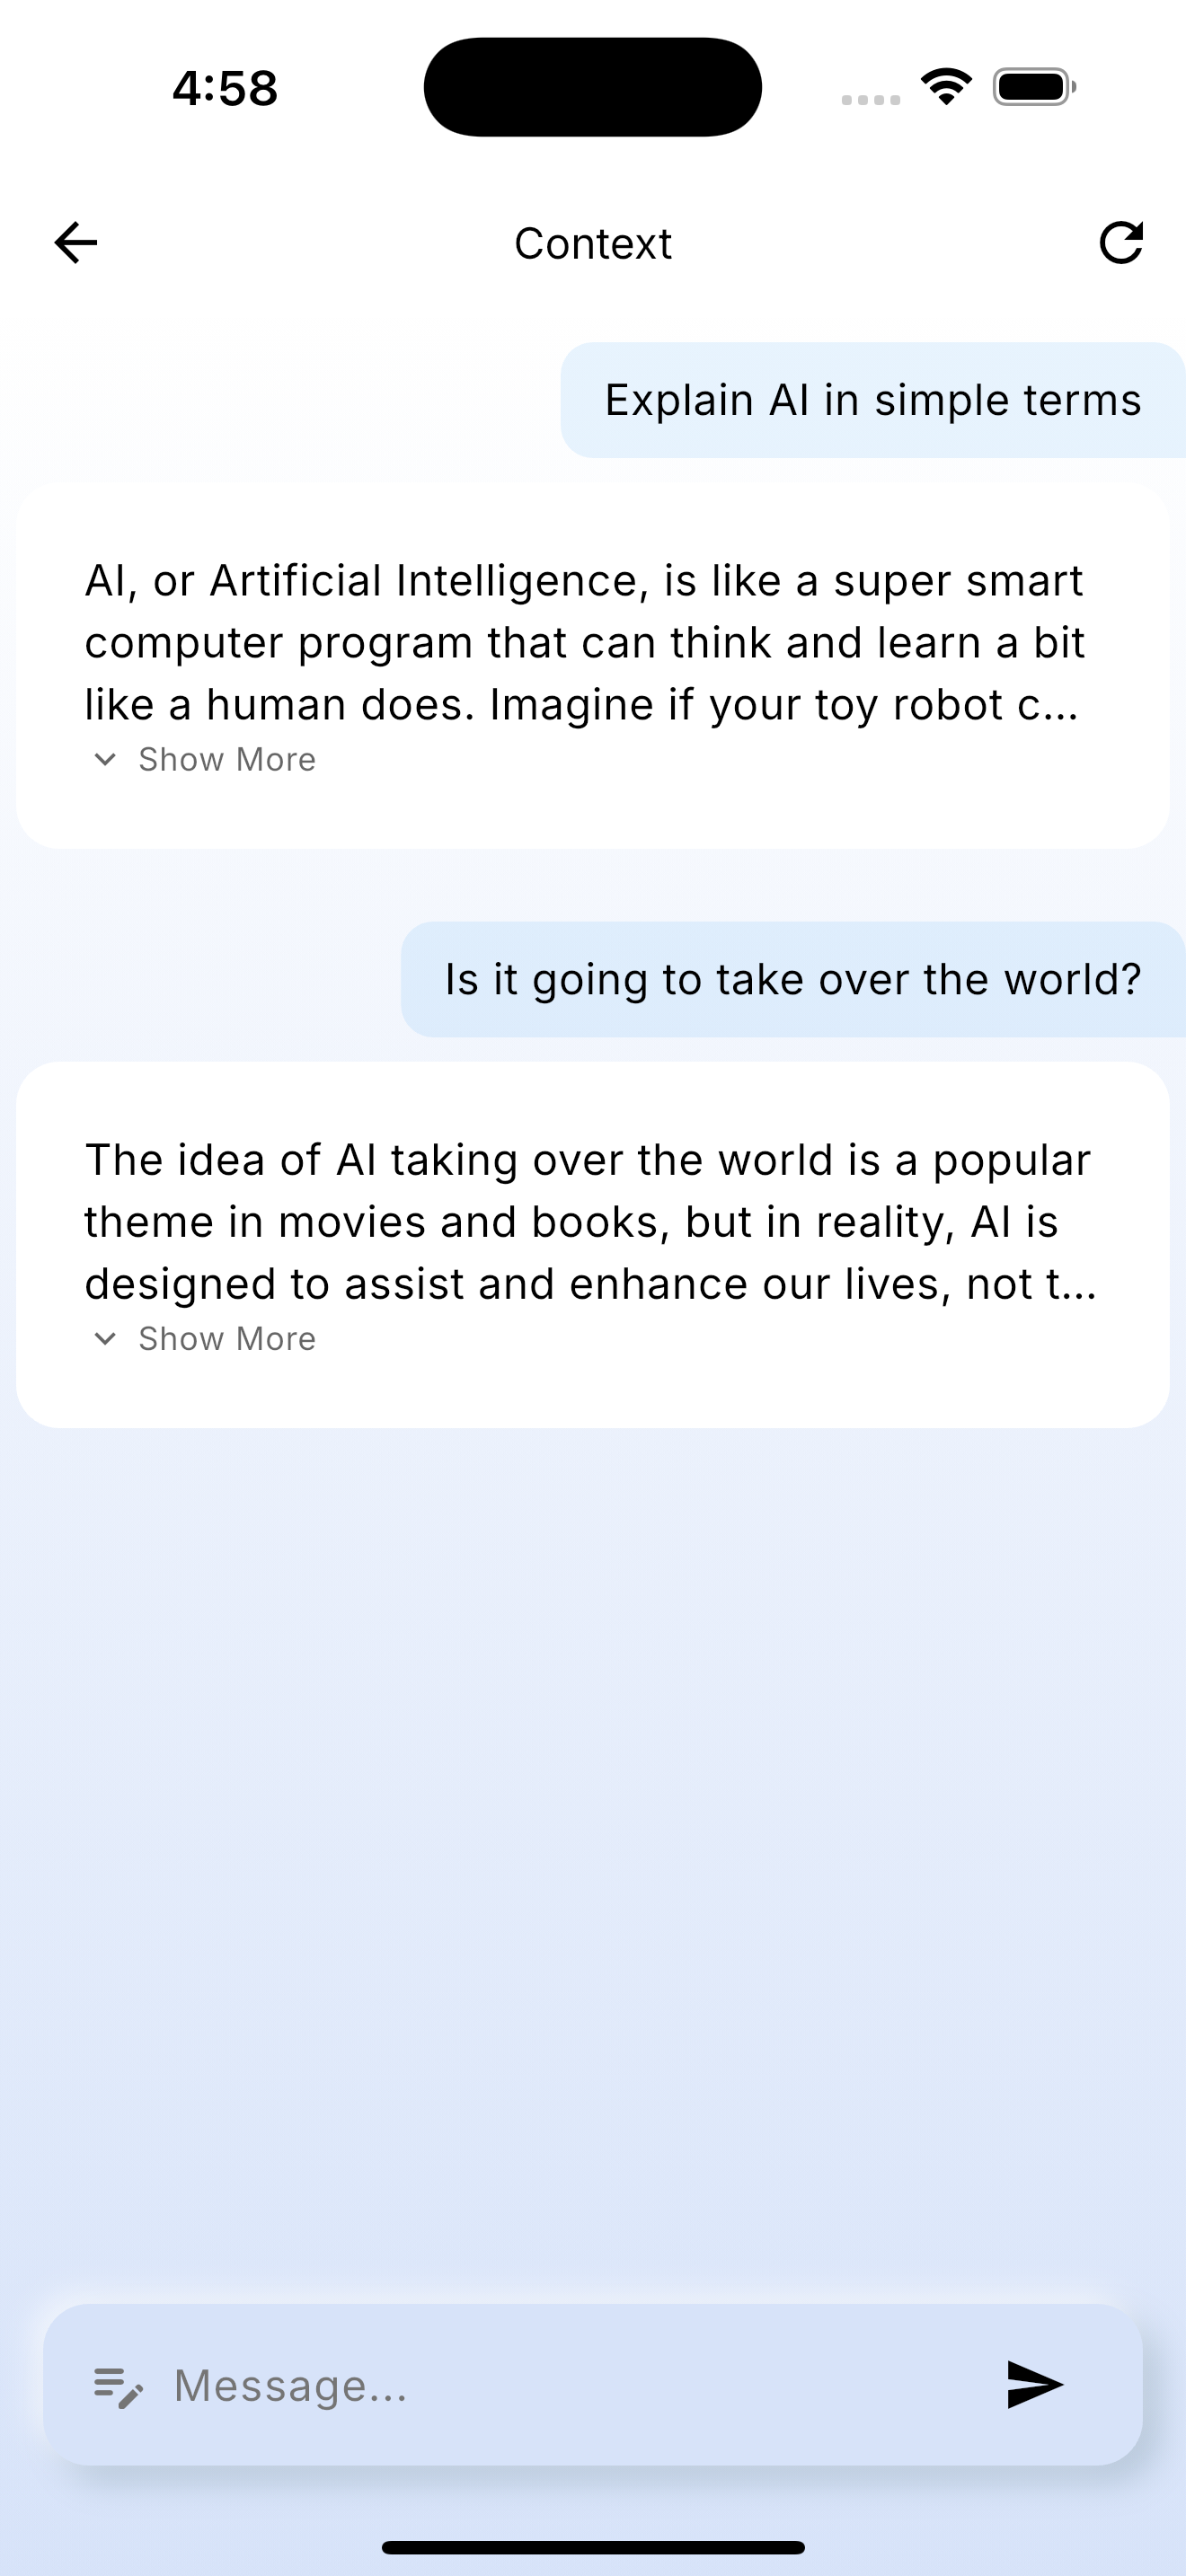 4:58
Context
Explain AI in simple terms
AI, or Artificial Intelligence, is like a super smart
computer program that can think and learn a bit
like a human does. Imagine if your toy robot c...
Show More
Is it going to take over the world?
The idea of AI taking over the world is a popular
theme in movies and books, but in reality, AI is
designed to assist and enhance our lives, not t...
Show More
Message...